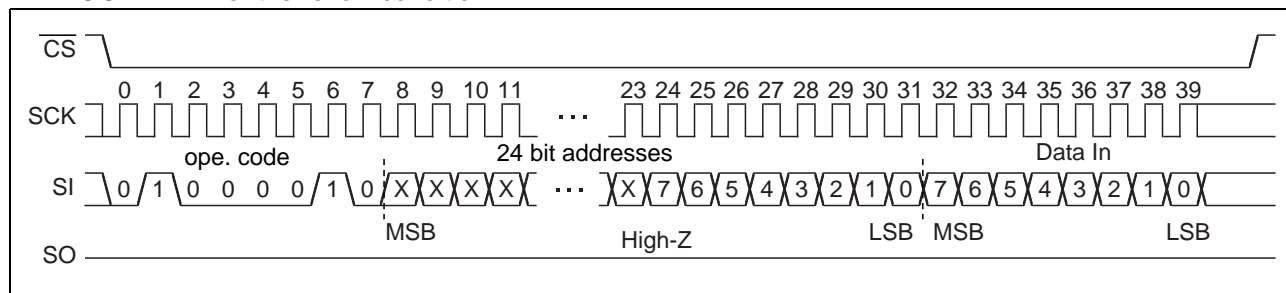 CS
0 1 2 3 4 5 6 7 8 9 10 11 23 24 25 26 27 28 29 30 31 32 33 34 35 36 37 38 39
SCK ...
ope. code 24 bit addresses Data In
SI 0 1 0 0 0 0 1 0 X X X X ... X 7 6 5 4 3 2 1 0 7 6 5 4 3 2 1 0
MSB High-Z LSB MSB LSB
SO